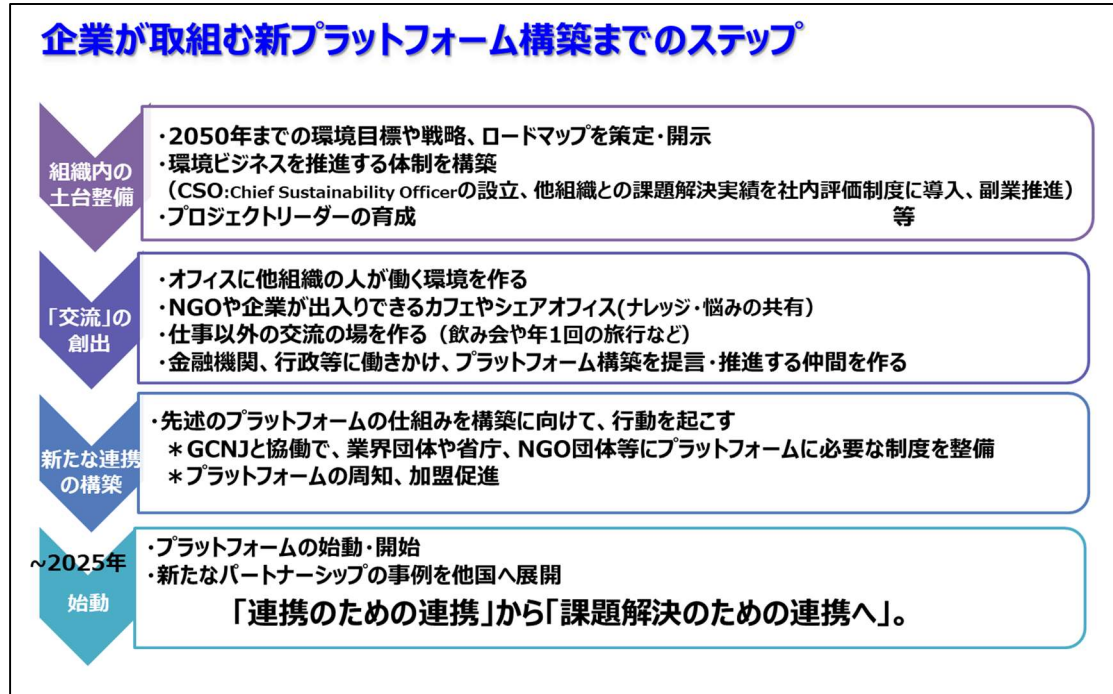 企業が取組む新プラットフォーム構築までのステップ
組織内の
土台整備
・2050年までの環境目標や戦略、ロードマップを策定・開示
・環境ビジネスを推進する体制を構築
（CSO:Chief Sustainability Officerの設立、他組織との課題解決実績を社内評価制度に導入、副業推進）
・プロジェクトリーダーの育成 等
「交流」の
創出
・オフィスに他組織の人が働く環境を作る
・NGOや企業が出入りできるカフェやシェアオフィス(ナレッジ・悩みの共有）
・仕事以外の交流の場を作る（飲み会や年1回の旅行など）
・金融機関、行政等に働きかけ、プラットフォーム構築を提言・推進する仲間を作る
新たな連携
の構築
・先述のプラットフォームの仕組みを構築に向けて、行動を起こす
＊GCNJと協働で、業界団体や省庁、NGO団体等にプラットフォームに必要な制度を整備
＊プラットフォームの周知、加盟促進
~2025年
始動
・プラットフォームの始動・開始
・新たなパートナーシップの事例を他国へ展開
「連携のための連携」から「課題解決のための連携へ」。